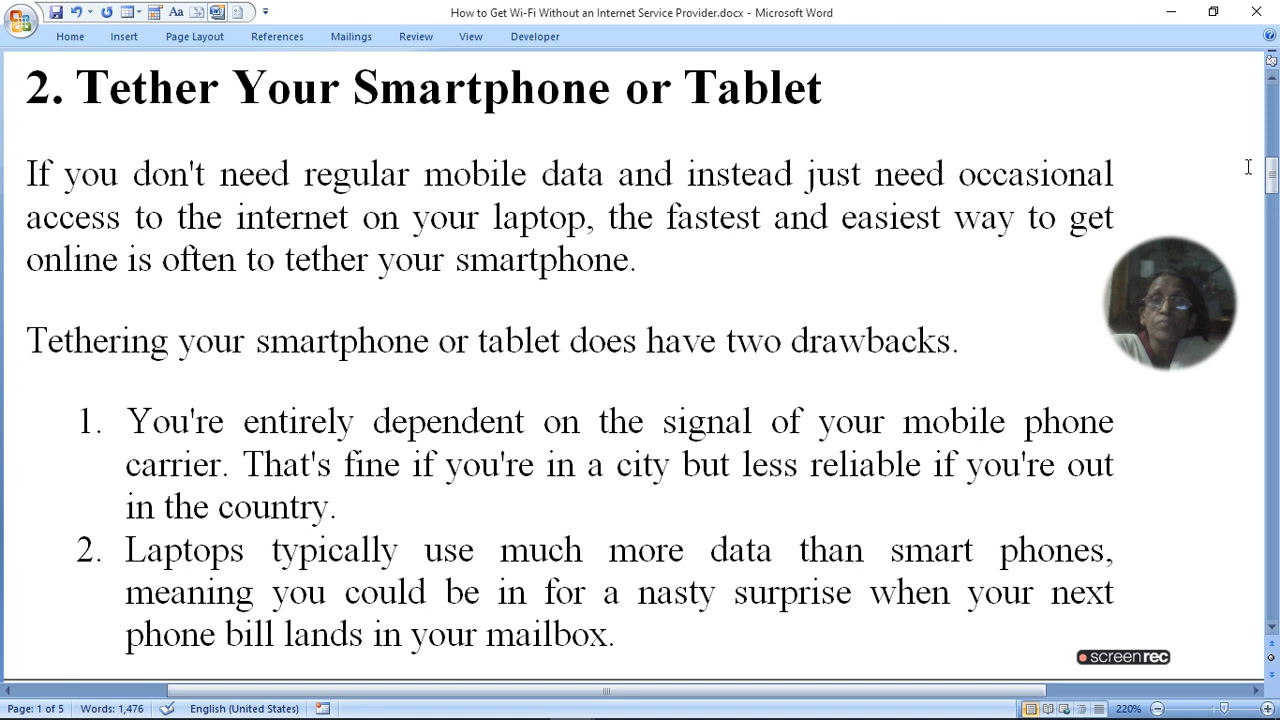 How to Get Wi-Fi Without an Internet Service Provider.docx - Microsoft Word
Home Insert Page Layout References Mailings Review View Developer
2. Tether Your Smartphone or Tablet
If you don't need regular mobile data and instead just need occasional
access to the internet on your laptop, the fastest and easiest way to get
online is often to tether your smartphone.
Tethering your smartphone or tablet does have two drawbacks.
1. You're entirely dependent on the signal of your mobile phone
carrier. That's fine if you're in a city but less reliable if you're out
in the country.
2. Laptops typically use much more data than smart phones,
meaning you could be in for a nasty surprise when your next
phone bill lands in your mailbox.
screenrec
Page: 1 of 5 Words: 1,476 English (United States) 220%